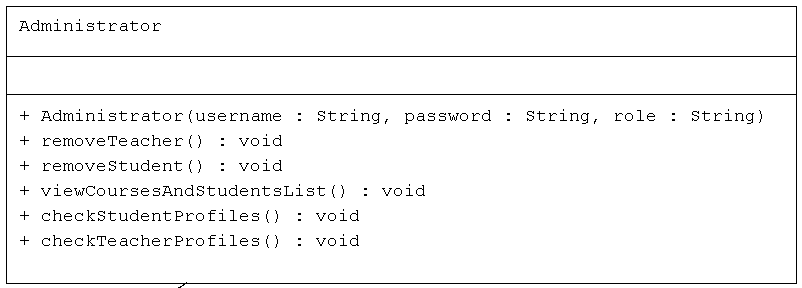 Administrator
+ Administrator(username : String, password : String, role : String)
+ removeTeacher() : void
+ removeStudent() : void
+ viewCoursesAndStudentsList() : void
+ checkStudentProfiles() : void
+ checkTeacherProfiles() : void